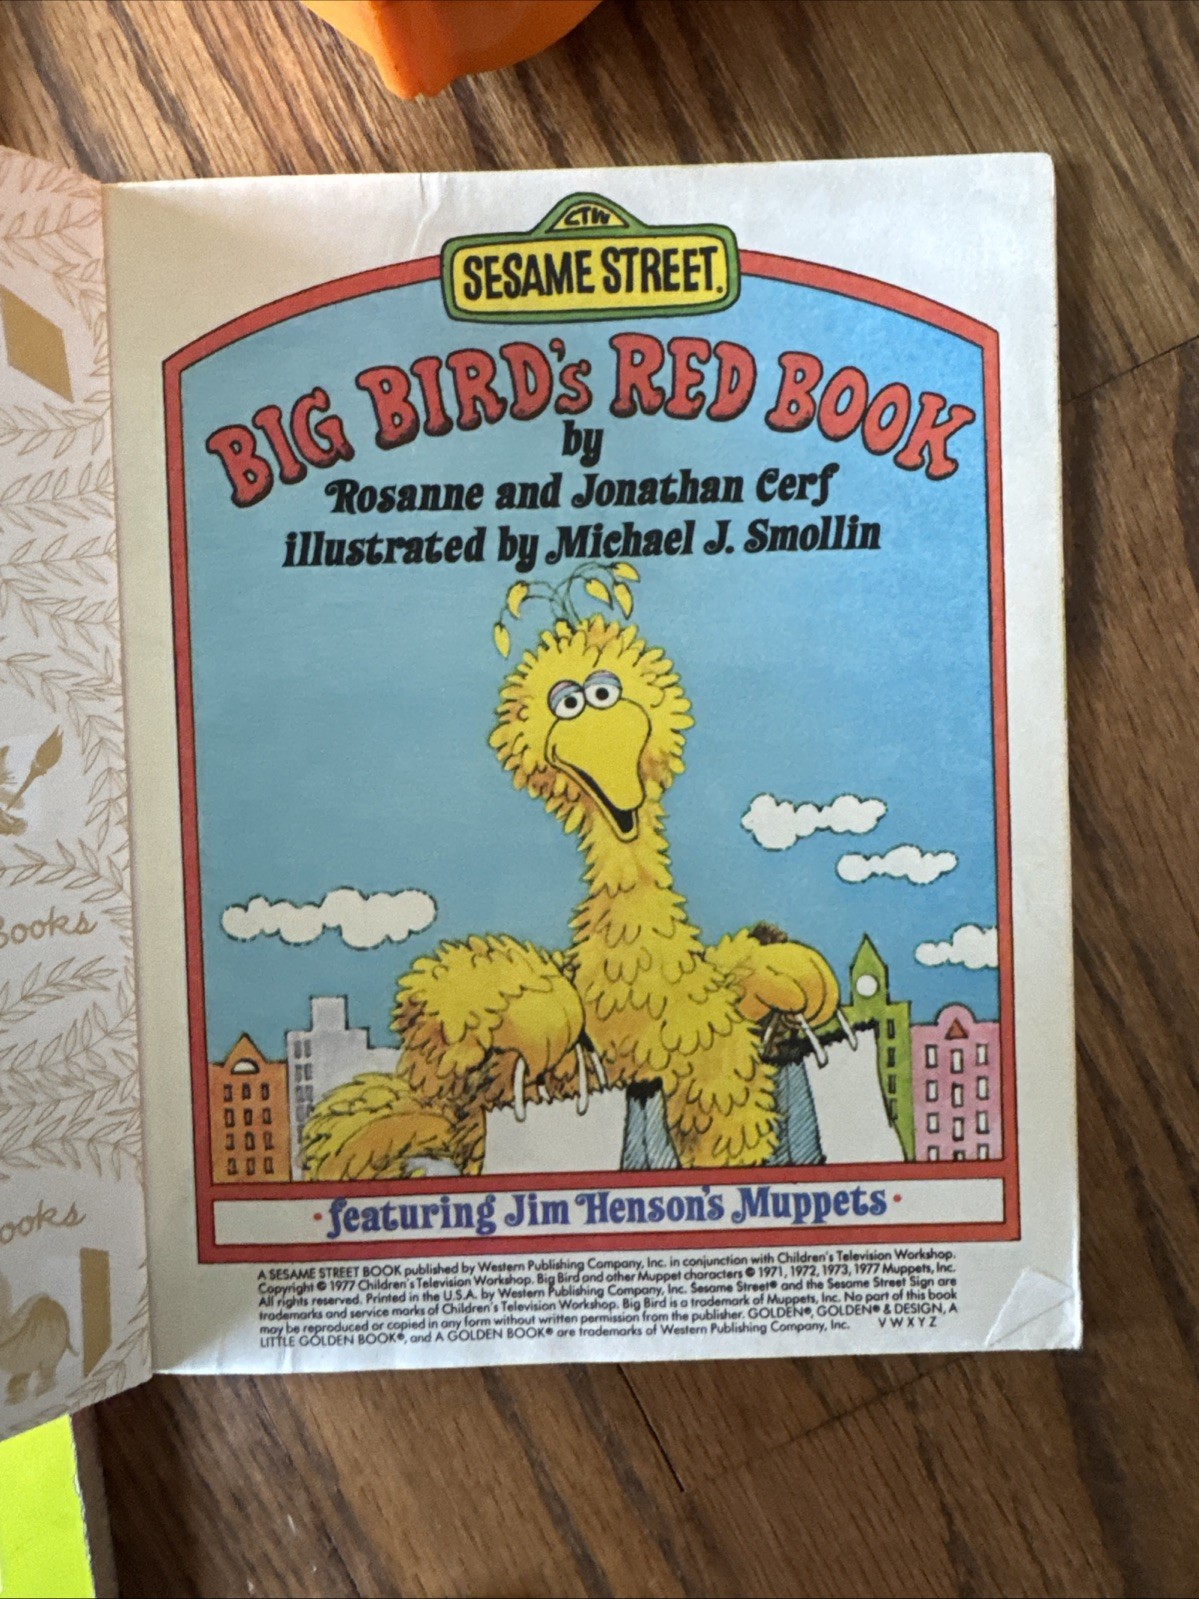 CTW
SESAME STREET.
BIG BIRD's RED BOOK
by
Rosanne and Jonathan Cerf
illustrated by Michael J. Smollin
• featuring Jim Henson's Muppets •
A SESAME STREET BOOK published by Western Publishing Company, Inc. in conjunction with Children's Television Workshop.
Copyright © 1977 Children's Television Workshop. Big Bird and other Muppet characters © 1971, 1972, 1973, 1977 Muppets, Inc.
All rights reserved. Printed in the U.S.A. by Western Publishing Company, Inc. Sesame Street® and the Sesame Street Sign are
trademarks and service marks of Children's Television Workshop. Big Bird is a trademark of Muppets, Inc. No part of this book
may be reproduced or copied in any form without written permission from the publisher. GOLDEN®, GOLDEN® & DESIGN, A
LITTLE GOLDEN BOOK®, and A GOLDEN BOOK® are trademarks of Western Publishing Company, Inc. V W X Y Z
Books
ooks